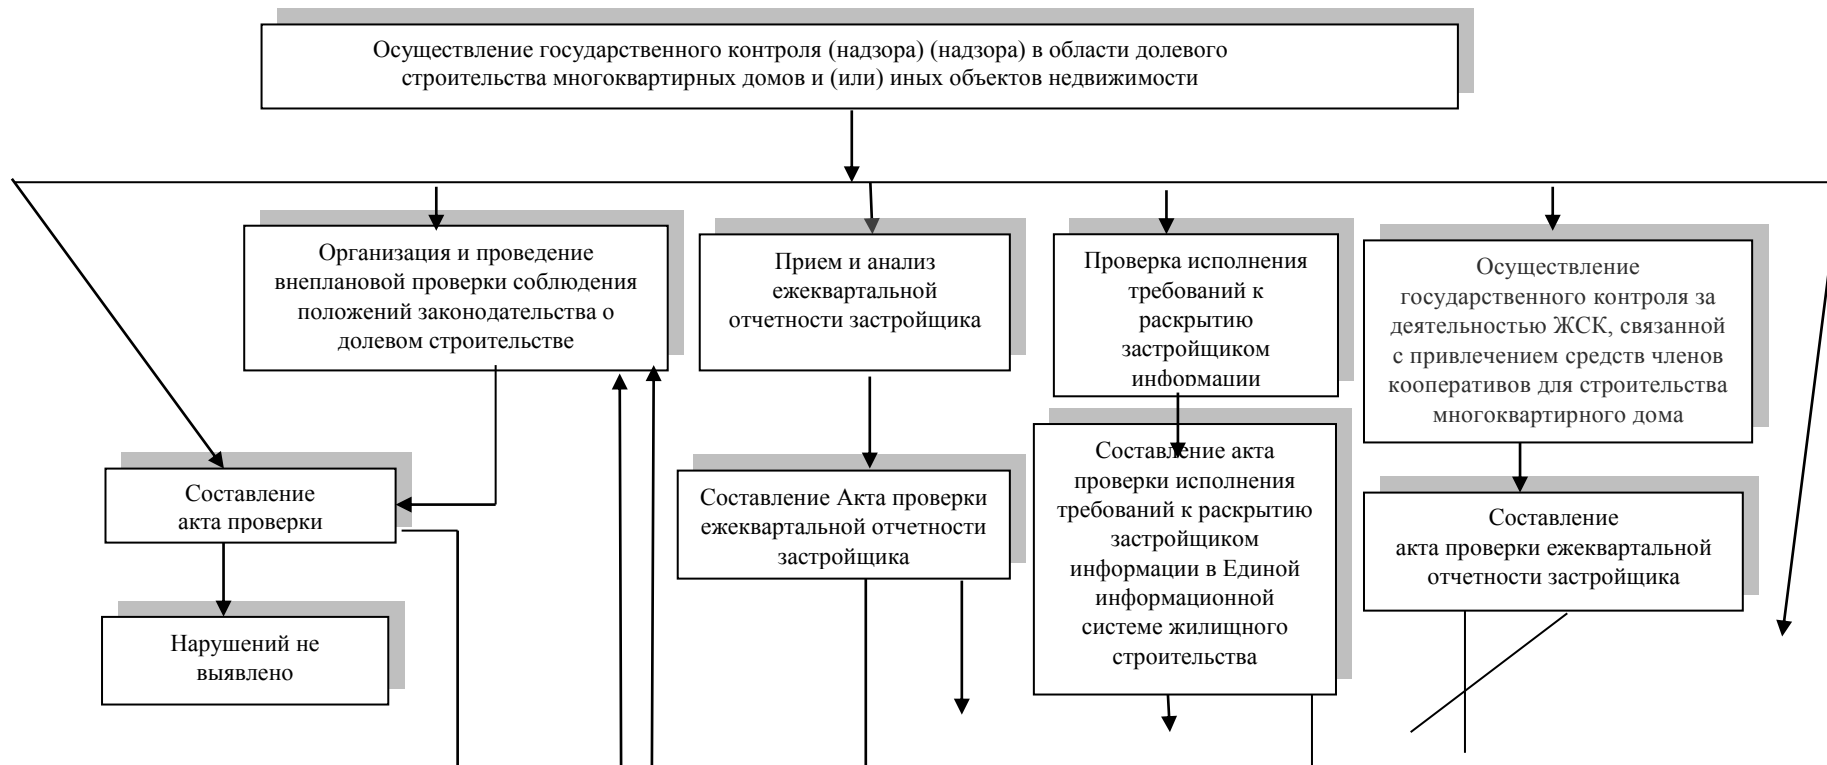 Осуществление государственного контроля (надзора) (надзора) в области долевого
строительства многоквартирных домов и (или) иных объектов недвижимости
Организация и проведение
внеплановой проверки соблюдения
положений законодательства о
долевом строительстве
Прием и анализ
ежеквартальной
отчетности застройщика
Проверка исполнения
требований к
раскрытию
застройщиком
информации
Осуществление
государственного контроля за
деятельностью ЖСК, связанной
с привлечением средств членов
кооперативов для строительства
многоквартирного дома
Составление
акта проверки
Составление Акта проверки
ежеквартальной отчетности
застройщика
Составление акта
проверки исполнения
требований к раскрытию
застройщиком
информации в Единой
информационной
системе жилищного
строительства
Составление
акта проверки ежеквартальной
отчетности застройщика
Нарушений не
выявлено